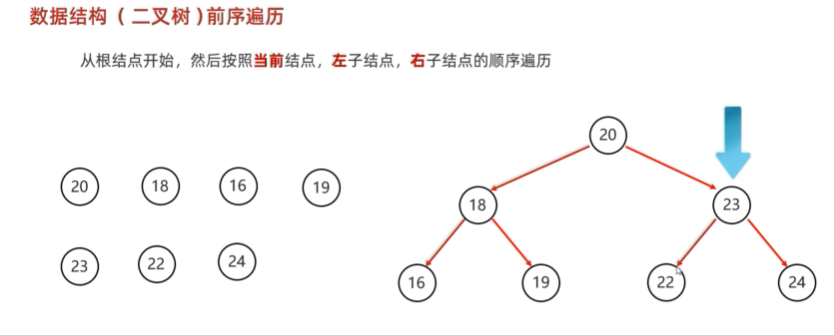 数据结构（二叉树)前序遍历
从根结点开始，然后按照当前结点，左子结点，右子结点的顺序遍历
20 18 16 19
23 22 24
20
18 23
16 19 22 24